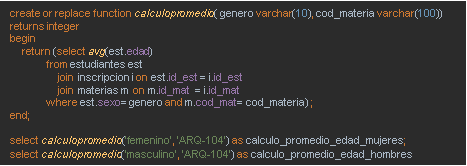 create or replace function calculopromedio( genero varchar(10), cod_materia varchar(100))
returns integer
begin
return (select avg(est.edad)
from estudiantes est
join inscripcion i on est.id_est = i.id_est
join materias m on m.id_mat = i.id_mat
where est.sexo= genero and m.cod_mat= cod_materia);
end;
select calculopromedio('femenino', 'ARQ-104') as calculo_promedio_edad_mujeres;
select calculopromedio('masculino', 'ARQ-104') as calculo_promedio_edad_hombres